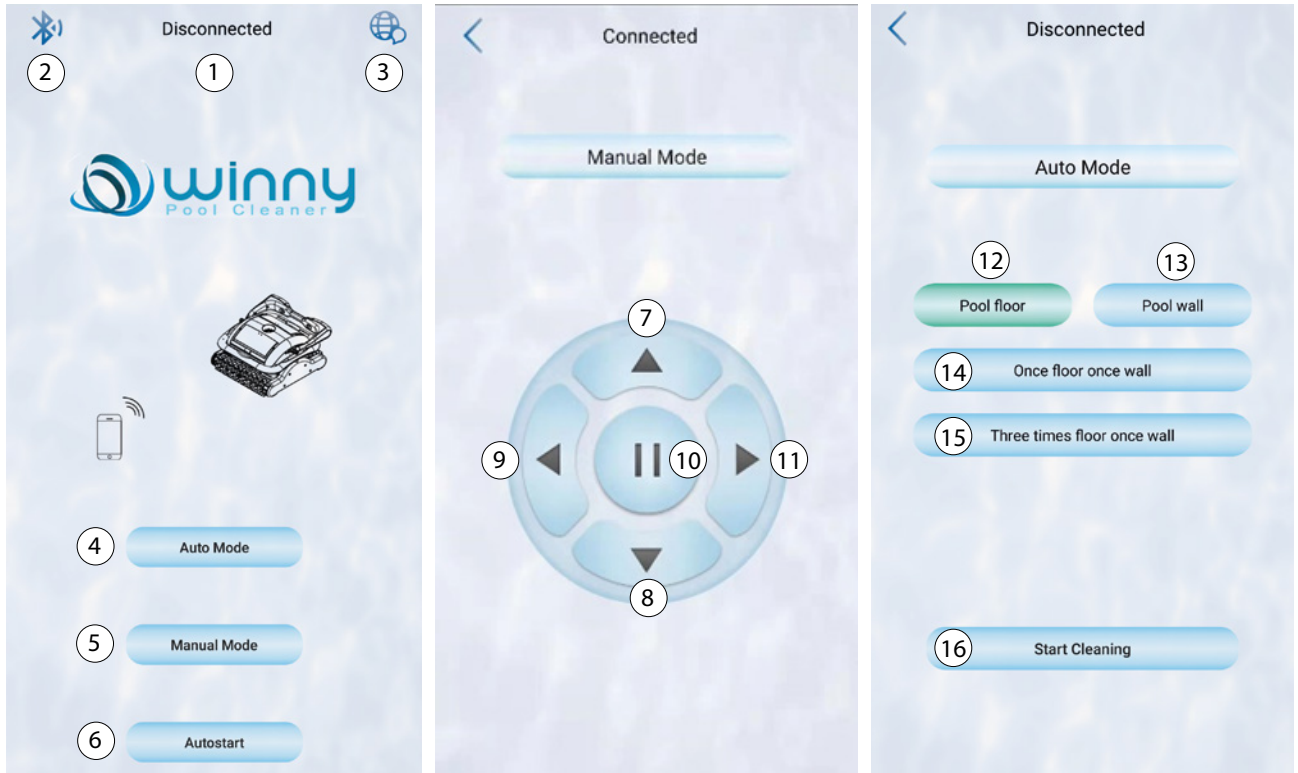 Disconnected
2
1
3
winny
Pool Cleaner
4
Auto Mode
5
Manual Mode
6
Autostart
Connected
Manual Mode
7
9
10
11
8
Disconnected
Auto Mode
12
13
Pool floor
Pool wall
14
Once floor once wall
15
Three times floor once wall
16
Start Cleaning